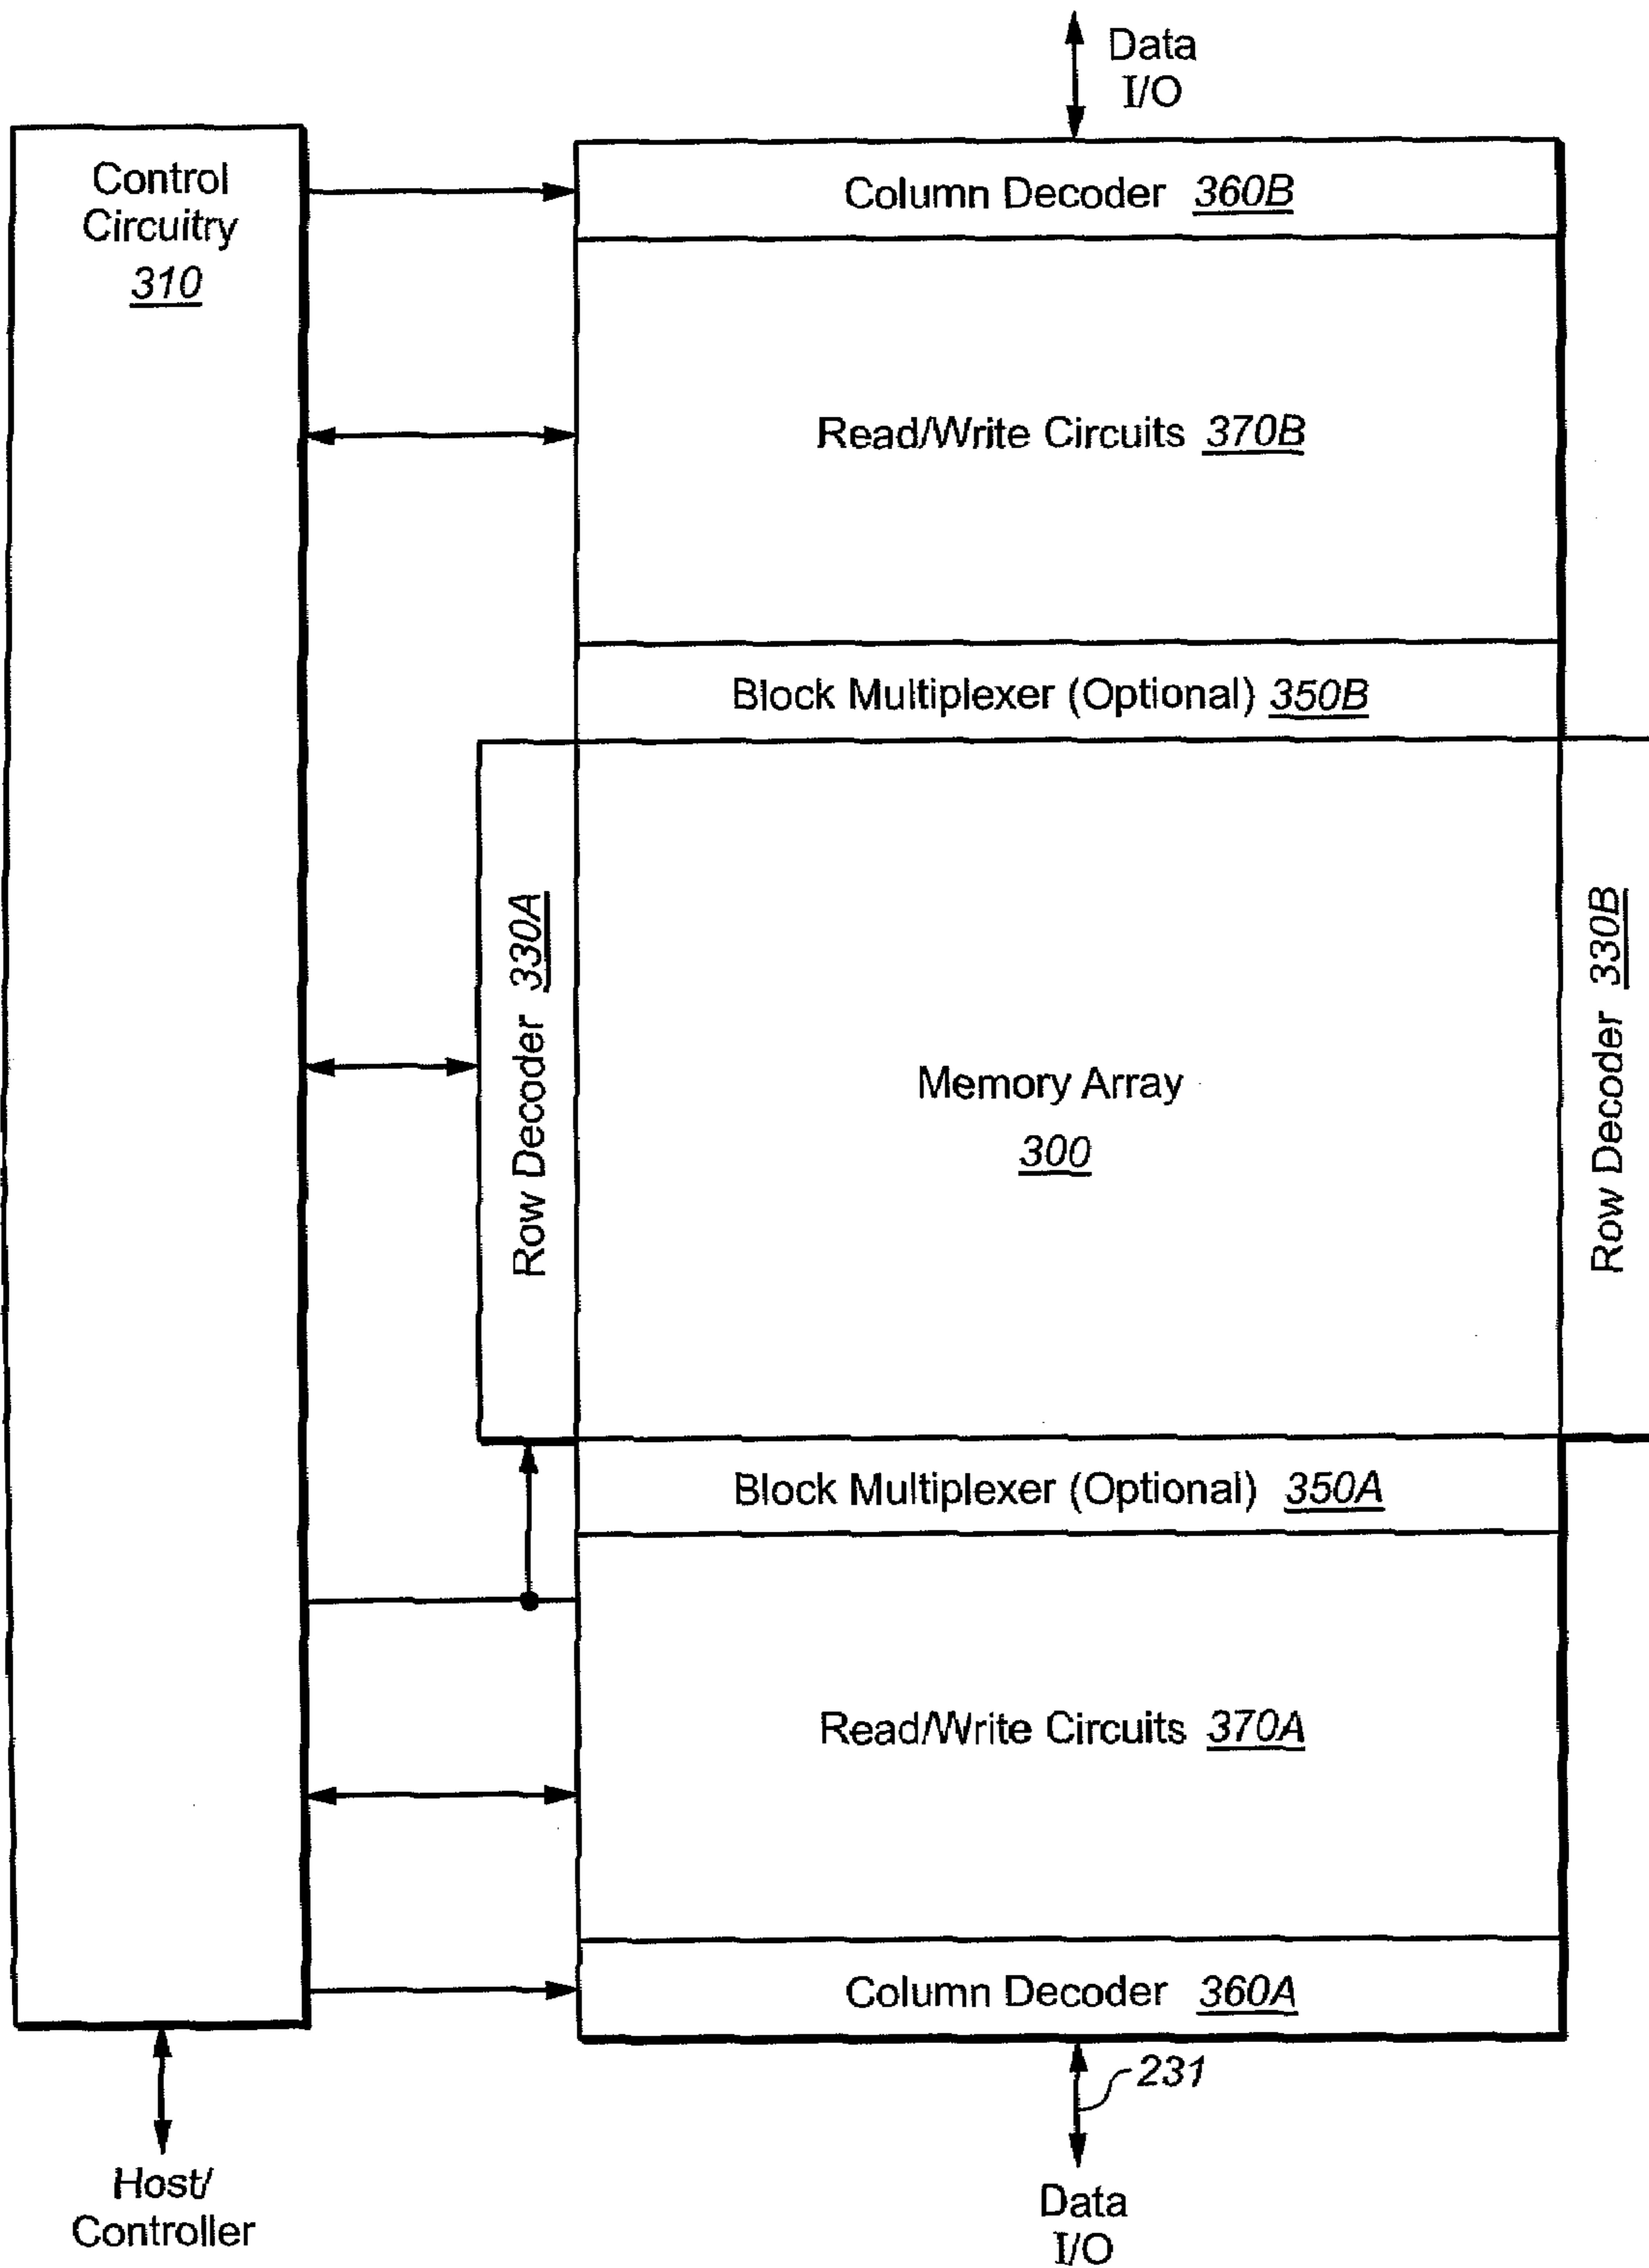 Data
I/O
Control
Circuitry
310
Column Decoder 360B
Read/Write Circuits 370B
Block Multiplexer (Optional) 350B
Row Decoder 330A
Memory Array
300
Row Decoder 330B
Block Multiplexer (Optional) 350A
Read/Write Circuits 370A
Column Decoder 360A
231
Host/
Controller
Data
I/O